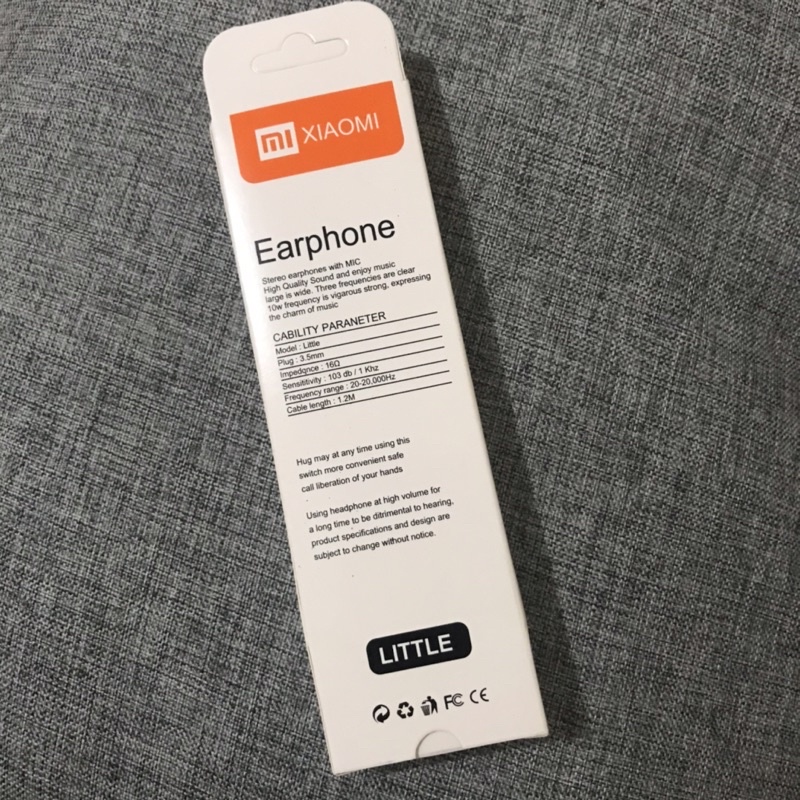 mi XIAOMI
Earphone
Stereo earphones with MIC
High Quality Sound and enjoy music
large is wide. Three frequencies are clear
10w frequency is vigarous strong, expressing
the charm of music
CABILITY PARANETER
Model : Little
Plug : 3.5mm
Impedqnce : 16Ω
Sensitiivity : 103 db / 1 Khz
Frequency range : 20-20,000Hz
Cable length : 1.2M
Hug may at any time using this
switch more convenient safe
call liberation of your hands
Using headphone at high volume for
a long time to be ditrimental to hearing,
product specifications and design are
subject to change without notice.
LITTLE
FC CE